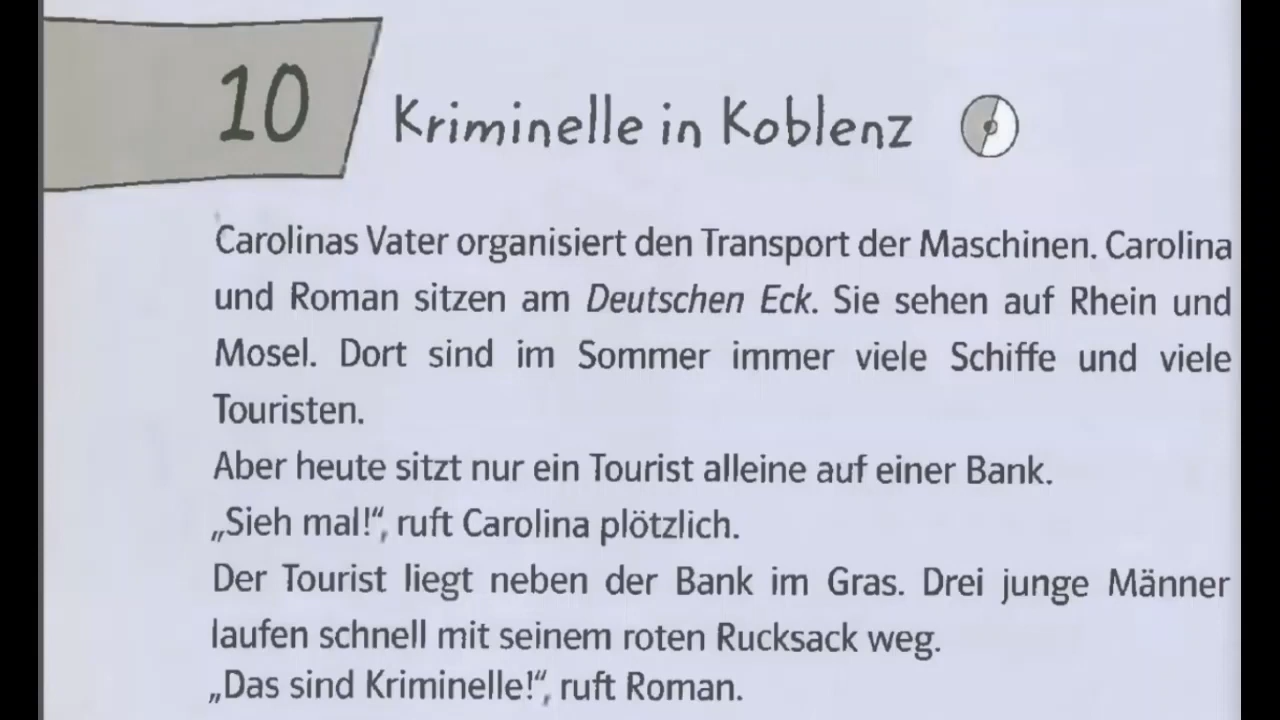 10 Kriminelle in Koblenz
Carolinas Vater organisiert den Transport der Maschinen. Carolina
und Roman sitzen am Deutschen Eck. Sie sehen auf Rhein und
Mosel. Dort sind im Sommer immer viele Schiffe und viele
Touristen.
Aber heute sitzt nur ein Tourist alleine auf einer Bank.
„Sieh mal!“, ruft Carolina plötzlich.
Der Tourist liegt neben der Bank im Gras. Drei junge Männer
laufen schnell mit seinem roten Rucksack weg.
„Das sind Kriminelle!“, ruft Roman.